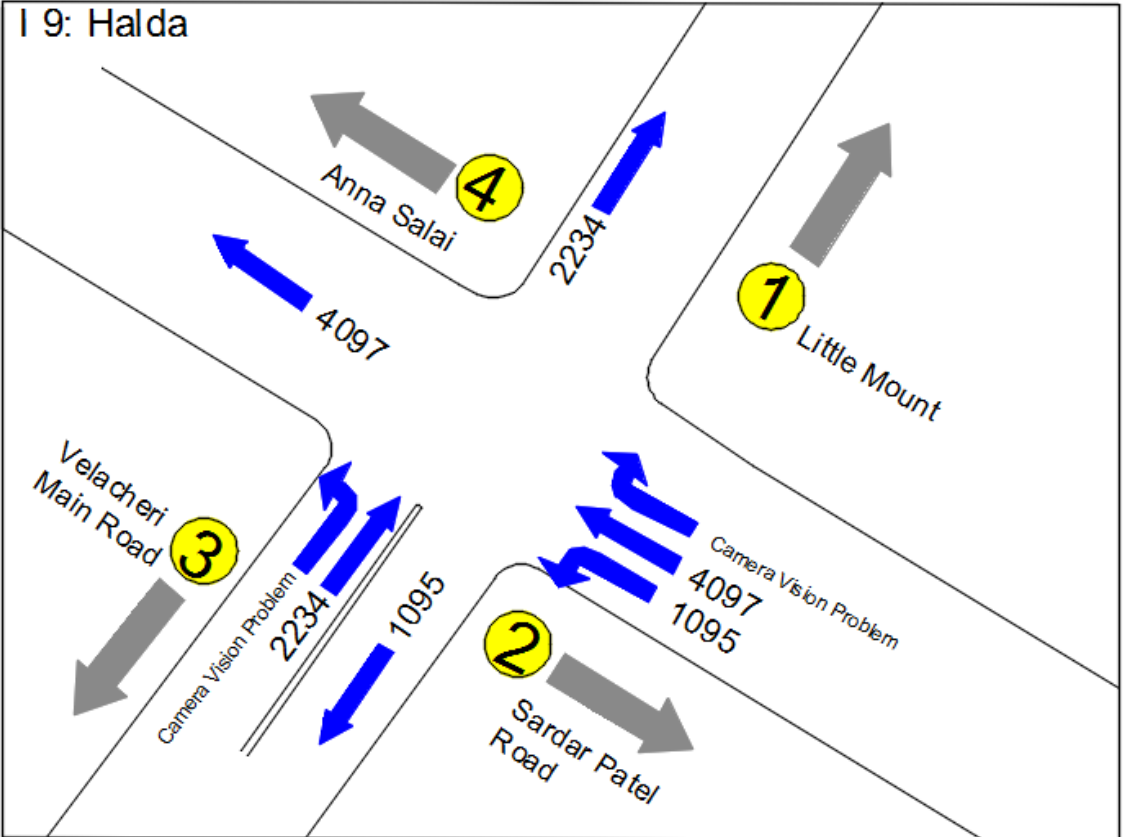 I 9: Halda
4
Anna Salai
2234
1
Little Mount
4097
Velacheri
Main Road
3
Camera Vision Problem
2234
1095
Camera Vision Problem
4097
1095
2
Sardar Patel
Road